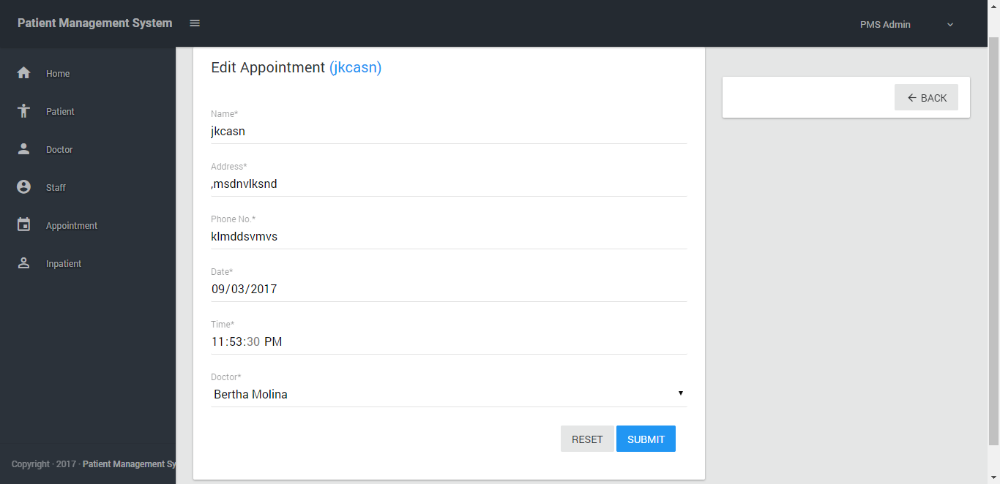 Patient Management System
PMS Admin
Home
Patient
Doctor
Staff
Appointment
Inpatient
Copyright · 2017 · Patient Management Sy
Edit Appointment (jkcasn)
Name*
jkcasn
Address*
,msdnvlksnd
Phone No.*
klmddsvmvs
Date*
09/03/2017
Time*
11:53:30 PM
Doctor*
Bertha Molina
RESET SUBMIT
BACK